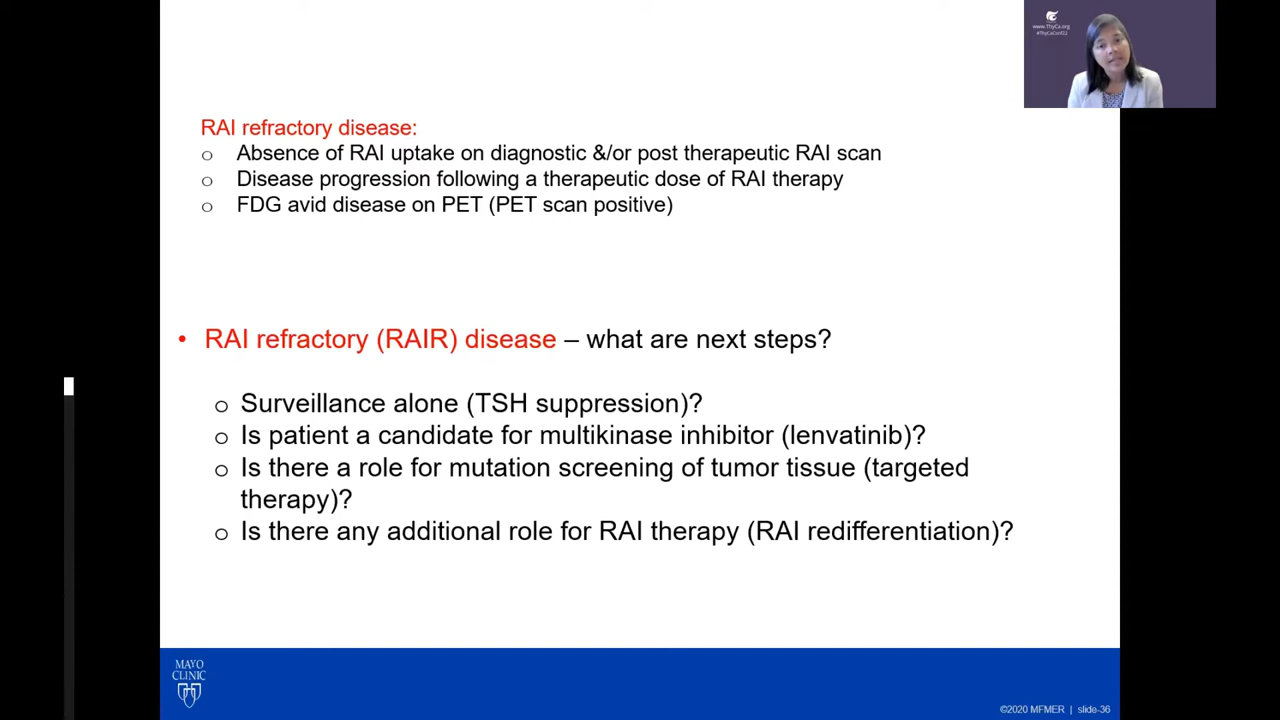 www.ThyCa.org
#ThyCaConf22
RAI refractory disease:
o Absence of RAI uptake on diagnostic &/or post therapeutic RAI scan
o Disease progression following a therapeutic dose of RAI therapy
o FDG avid disease on PET (PET scan positive)
• RAI refractory (RAIR) disease – what are next steps?
o Surveillance alone (TSH suppression)?
o Is patient a candidate for multikinase inhibitor (lenvatinib)?
o Is there a role for mutation screening of tumor tissue (targeted
therapy)?
o Is there any additional role for RAI therapy (RAI redifferentiation)?
MAYO
CLINIC
©2020 MFMER | slide-36